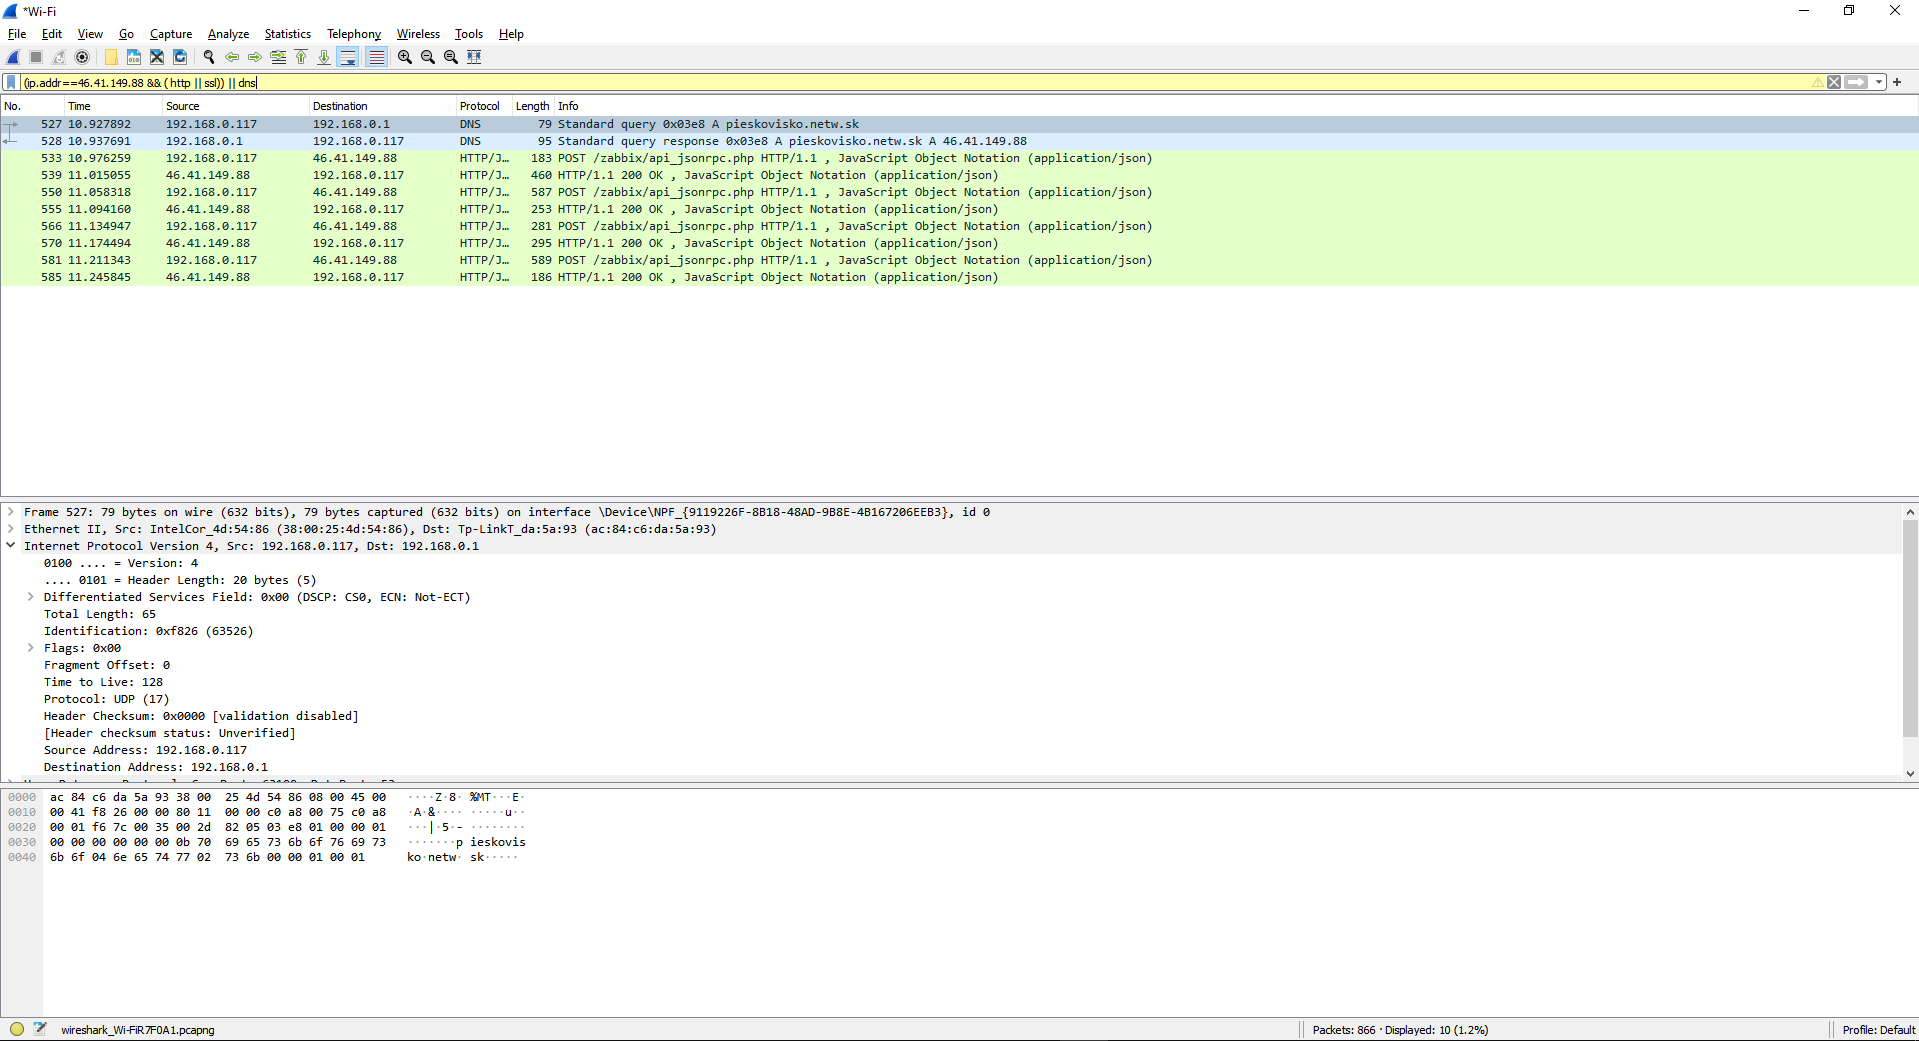 *Wi-Fi
File Edit View Go Capture Analyze Statistics Telephony Wireless Tools Help
(ip.addr==46.41.149.88 && ( http || ssl)) || dns
No. Time Source Destination Protocol Length Info
527 10.927892 192.168.0.117 192.168.0.1 DNS 79 Standard query 0x03e8 A pieskovisko.netw.sk
528 10.937691 192.168.0.1 192.168.0.117 DNS 95 Standard query response 0x03e8 A pieskovisko.netw.sk A 46.41.149.88
533 10.976259 192.168.0.117 46.41.149.88 HTTP/J… 183 POST /zabbix/api_jsonrpc.php HTTP/1.1 , JavaScript Object Notation (application/json)
539 11.015055 46.41.149.88 192.168.0.117 HTTP/J… 460 HTTP/1.1 200 OK , JavaScript Object Notation (application/json)
550 11.058318 192.168.0.117 46.41.149.88 HTTP/J… 587 POST /zabbix/api_jsonrpc.php HTTP/1.1 , JavaScript Object Notation (application/json)
555 11.094160 46.41.149.88 192.168.0.117 HTTP/J… 253 HTTP/1.1 200 OK , JavaScript Object Notation (application/json)
566 11.134947 192.168.0.117 46.41.149.88 HTTP/J… 281 POST /zabbix/api_jsonrpc.php HTTP/1.1 , JavaScript Object Notation (application/json)
570 11.174494 46.41.149.88 192.168.0.117 HTTP/J… 295 HTTP/1.1 200 OK , JavaScript Object Notation (application/json)
581 11.211343 192.168.0.117 46.41.149.88 HTTP/J… 589 POST /zabbix/api_jsonrpc.php HTTP/1.1 , JavaScript Object Notation (application/json)
585 11.245845 46.41.149.88 192.168.0.117 HTTP/J… 186 HTTP/1.1 200 OK , JavaScript Object Notation (application/json)
Frame 527: 79 bytes on wire (632 bits), 79 bytes captured (632 bits) on interface \Device\NPF_{9119226F-8B18-48AD-9B8E-4B167206EEB3}, id 0
Ethernet II, Src: IntelCor_4d:54:86 (38:00:25:4d:54:86), Dst: Tp-LinkT_da:5a:93 (ac:84:c6:da:5a:93)
Internet Protocol Version 4, Src: 192.168.0.117, Dst: 192.168.0.1
0100 .... = Version: 4
.... 0101 = Header Length: 20 bytes (5)
Differentiated Services Field: 0x00 (DSCP: CS0, ECN: Not-ECT)
Total Length: 65
Identification: 0xf826 (63526)
Flags: 0x00
Fragment Offset: 0
Time to Live: 128
Protocol: UDP (17)
Header Checksum: 0x0000 [validation disabled]
[Header checksum status: Unverified]
Source Address: 192.168.0.117
Destination Address: 192.168.0.1
0000 ac 84 c6 da 5a 93 38 00 25 4d 54 86 08 00 45 00 ····Z·8· %MT···E·
0010 00 41 f8 26 00 00 80 11 00 00 c0 a8 00 75 c0 a8 ·A·&···· ·····u··
0020 00 01 f6 7c 00 35 00 2d 82 05 03 e8 01 00 00 01 ···|·5·- ········
0030 00 00 00 00 00 00 0b 70 69 65 73 6b 6f 76 69 73 ·······p ieskovis
0040 6b 6f 04 6e 65 74 77 02 73 6b 00 00 01 00 01 ko·netw· sk·····
wireshark_Wi-FiR7F0A1.pcapng Packets: 866 · Displayed: 10 (1.2%) Profile: Default